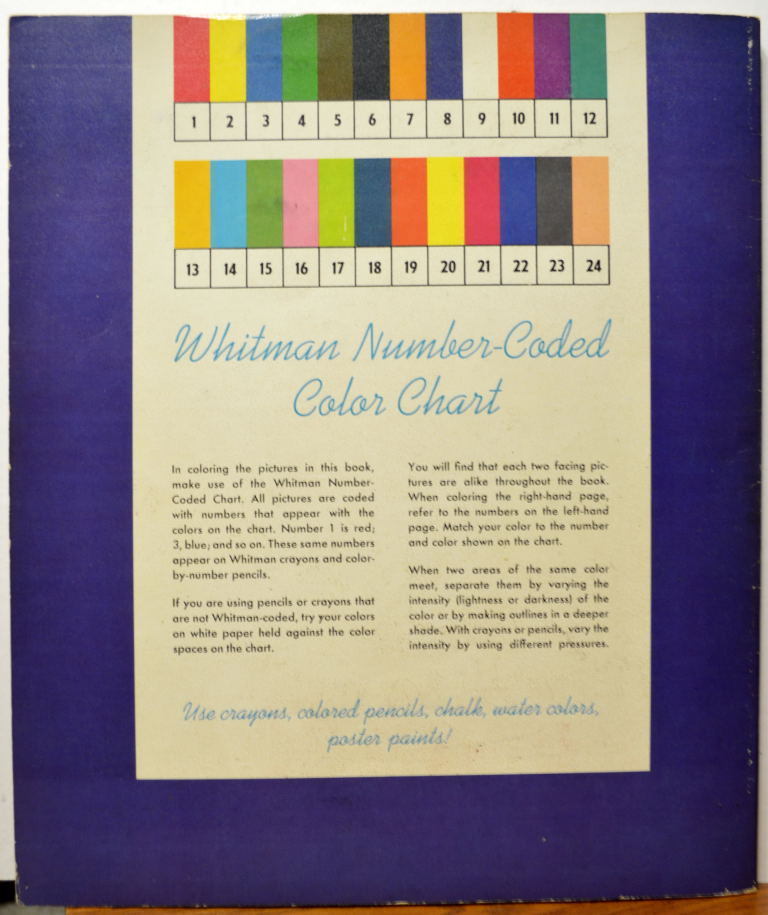 1 2 3 4 5 6 7 8 9 10 11 12
13 14 15 16 17 18 19 20 21 22 23 24
Whitman Number-Coded
Color Chart
In coloring the pictures in this book,
make use of the Whitman Number-
Coded Chart. All pictures are coded
with numbers that appear with the
colors on the chart. Number 1 is red;
3, blue; and so on. These same numbers
appear on Whitman crayons and color-
by-number pencils.
If you are using pencils or crayons that
are not Whitman-coded, try your colors
on white paper held against the color
spaces on the chart.
You will find that each two facing pic-
tures are alike throughout the book.
When coloring the right-hand page,
refer to the numbers on the left-hand
page. Match your color to the number
and color shown on the chart.
When two areas of the same color
meet, separate them by varying the
intensity (lightness or darkness) of the
color or by making outlines in a deeper
shade. With crayons or pencils, vary the
intensity by using different pressures.
Use crayons, colored pencils, chalk, water colors,
poster paints!